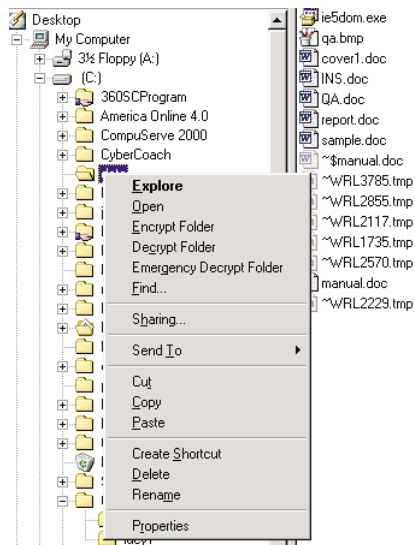 Desktop
My Computer
3½ Floppy (A:)
(C:)
360SCProgram
America Online 4.0
CompuServe 2000
CyberCoach
Explore
Open
Encrypt Folder
Decrypt Folder
Emergency Decrypt Folder
Find...
Sharing...
Send To
Cut
Copy
Paste
Create Shortcut
Delete
Rename
Properties
ie5dom.exe
qa.bmp
cover1.doc
INS.doc
QA.doc
report.doc
sample.doc
~$manual.doc
~WRL3785.tmp
~WRL2855.tmp
~WRL2117.tmp
~WRL1735.tmp
~WRL2570.tmp
manual.doc
~WRL2229.tmp